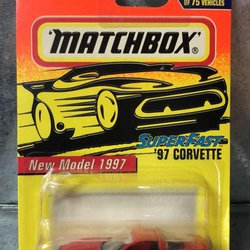 OF 75 VEHICLES
'MATCHBOX'
SUPERFAST
'97 CORVETTE
New Model 1997